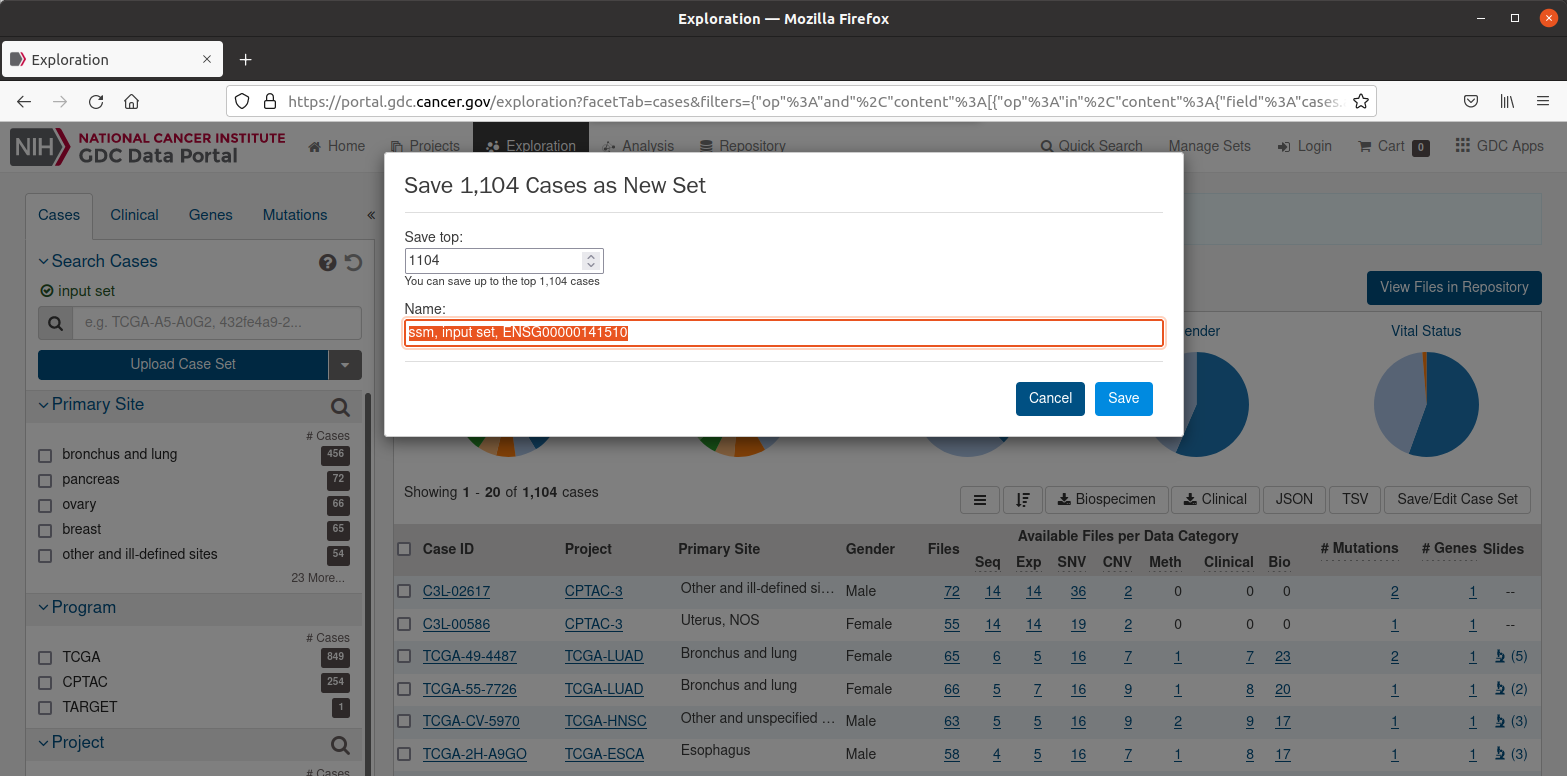 Exploration — Mozilla Firefox
Exploration
https://portal.gdc.cancer.gov/exploration?facetTab=cases&filters={"op"%3A"and"%2C"content"%3A[{"op"%3A"in"%2C"content"%3A{"field"%3A"cases.
NIH NATIONAL CANCER INSTITUTE
GDC Data Portal
Home Projects Exploration Analysis Repository Quick Search Manage Sets Login Cart 0 GDC Apps
Save 1,104 Cases as New Set
Save top:
1104
You can save up to the top 1,104 cases
Name:
ssm, input set, ENSG00000141510
Cancel Save
Cases Clinical Genes Mutations «
Search Cases
input set
e.g. TCGA-A5-A0G2, 432fe4a9-2...
Upload Case Set
Primary Site
# Cases
bronchus and lung 456
pancreas 72
ovary 66
breast 65
other and ill-defined sites 54
23 More...
Program
# Cases
TCGA 849
CPTAC 254
TARGET 1
Project
# Cases
View Files in Repository
ender Vital Status
Showing 1 - 20 of 1,104 cases
Biospecimen Clinical JSON TSV Save/Edit Case Set
Available Files per Data Category
Case ID Project Primary Site Gender Files Seq Exp SNV CNV Meth Clinical Bio # Mutations # Genes Slides
C3L-02617 CPTAC-3 Other and ill-defined si… Male 72 14 14 36 2 0 0 0 2 1 --
C3L-00586 CPTAC-3 Uterus, NOS Female 55 14 14 19 2 0 0 0 1 1 --
TCGA-49-4487 TCGA-LUAD Bronchus and lung Female 65 6 5 16 7 1 7 23 2 1 (5)
TCGA-55-7726 TCGA-LUAD Bronchus and lung Female 66 5 7 16 9 1 8 20 1 1 (2)
TCGA-CV-5970 TCGA-HNSC Other and unspecified … Male 63 5 5 16 9 2 9 17 1 1 (3)
TCGA-2H-A9GO TCGA-ESCA Esophagus Male 58 4 5 16 7 1 8 17 1 1 (3)